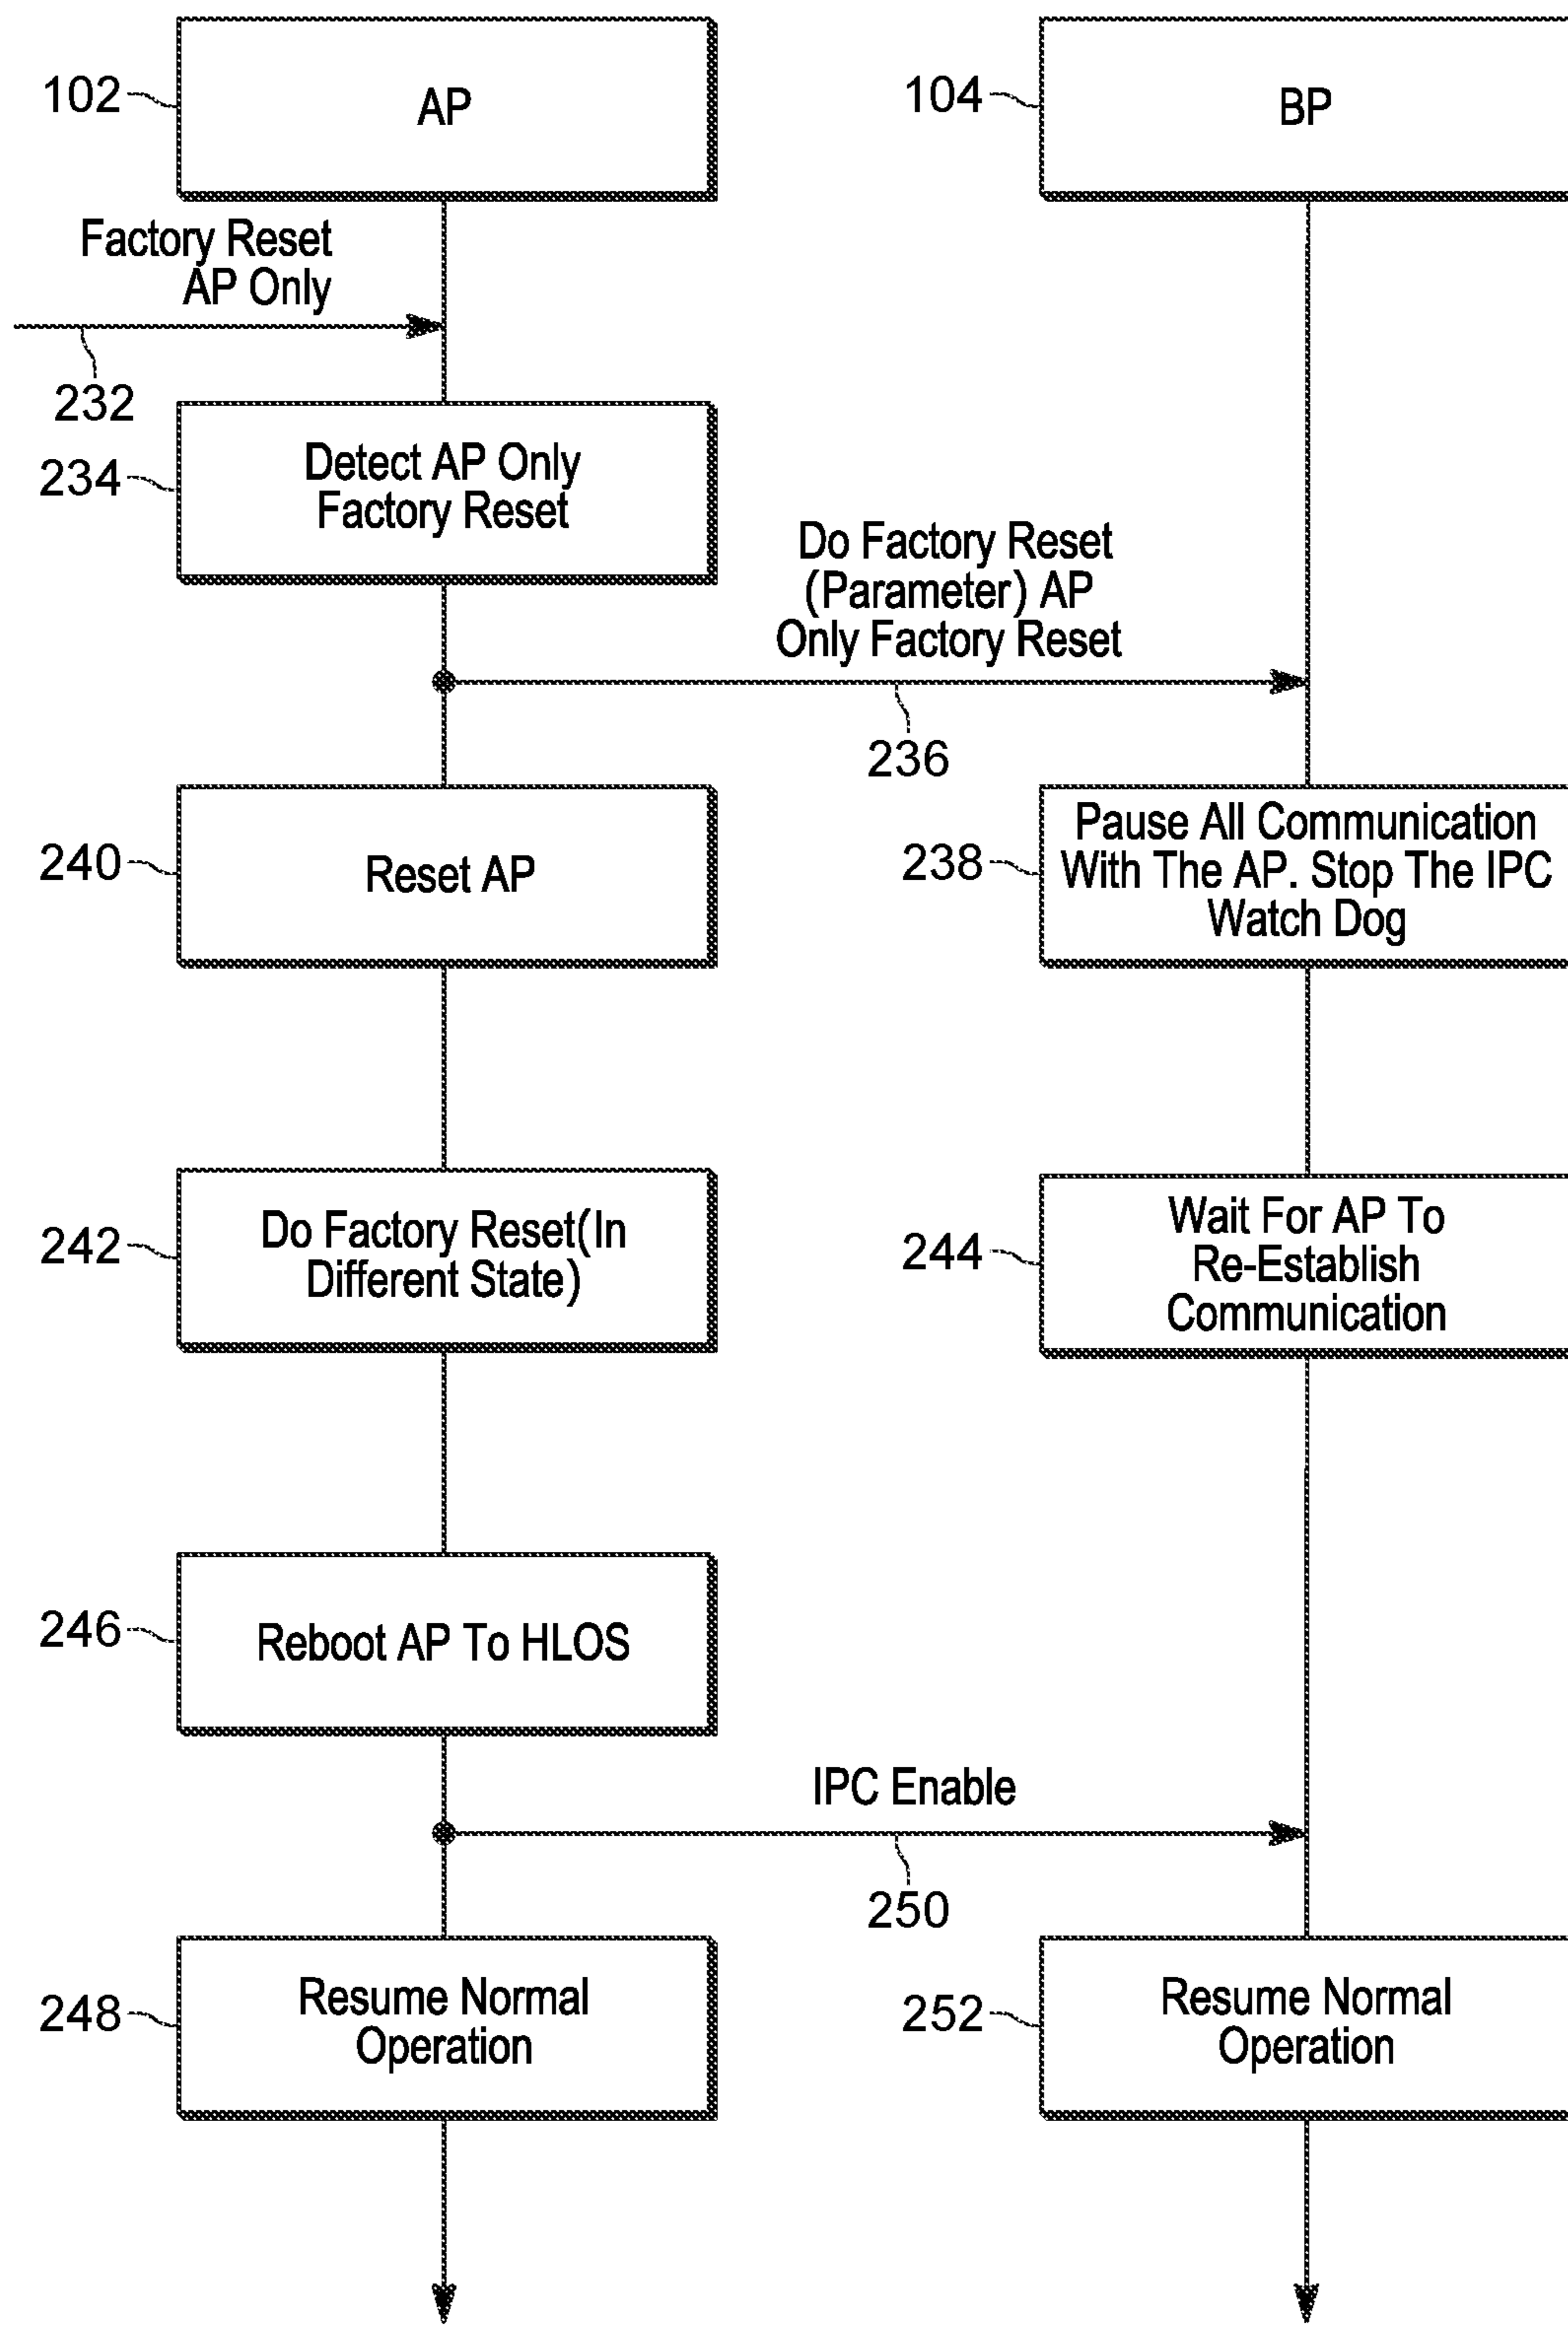 102
AP
104
BP
Factory Reset
AP Only
232
234
Detect AP Only
Factory Reset
Do Factory Reset
(Parameter) AP
Only Factory Reset
236
240
Reset AP
238
Pause All Communication
With The AP. Stop The IPC
Watch Dog
242
Do Factory Reset(In
Different State)
244
Wait For AP To
Re-Establish
Communication
246
Reboot AP To HLOS
IPC Enable
250
248
Resume Normal
Operation
252
Resume Normal
Operation